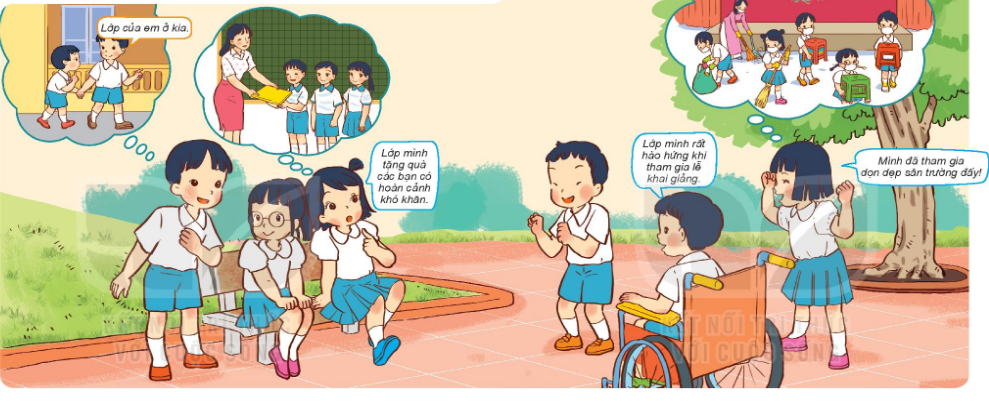 Lớp của em ở kia.
Lớp mình
tặng quà
các bạn có
hoàn cảnh
khó khăn.
Lớp mình rất
hào hứng khi
tham gia lễ
khai giảng.
Mình đã tham gia
dọn dẹp sân trường đấy!